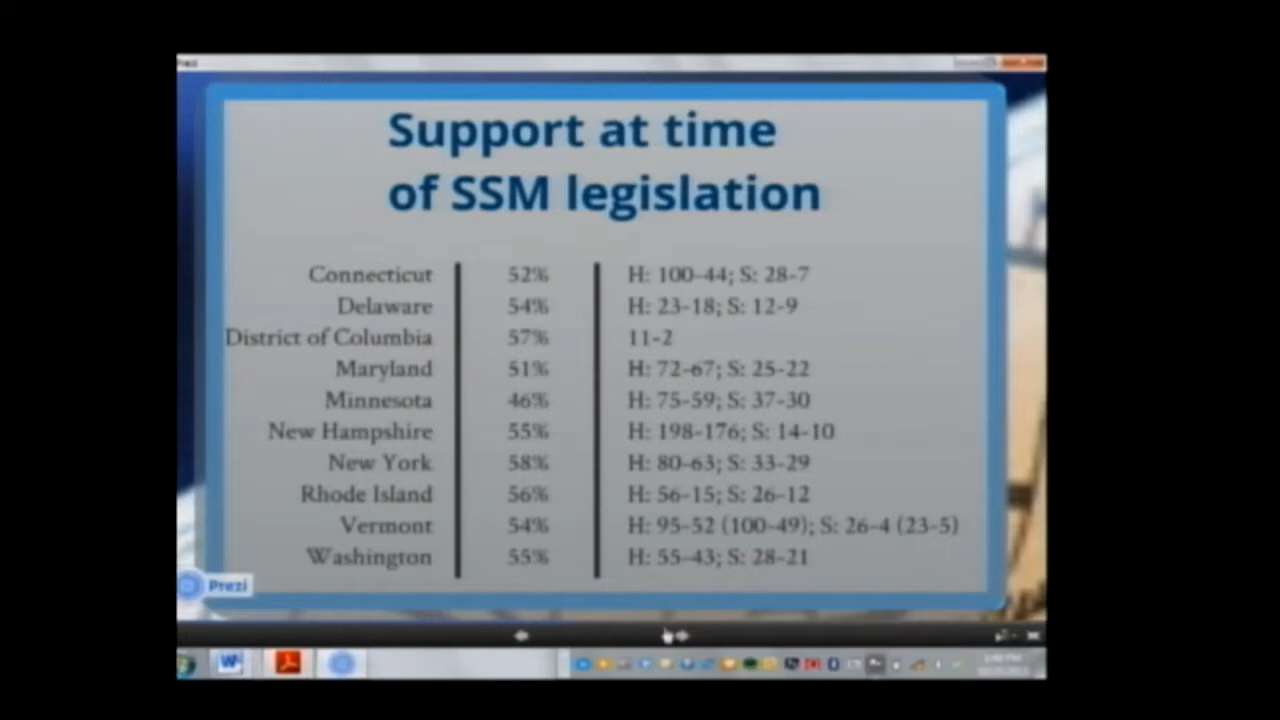 Prezi
Support at time
of SSM legislation
Connecticut 52% H: 100-44; S: 28-7
Delaware 54% H: 23-18; S: 12-9
District of Columbia 57% 11-2
Maryland 51% H: 72-67; S: 25-22
Minnesota 46% H: 75-59; S: 37-30
New Hampshire 55% H: 198-176; S: 14-10
New York 58% H: 80-63; S: 33-29
Rhode Island 56% H: 56-15; S: 26-12
Vermont 54% H: 95-52 (100-49); S: 26-4 (23-5)
Washington 55% H: 55-43; S: 28-21
Prezi
W